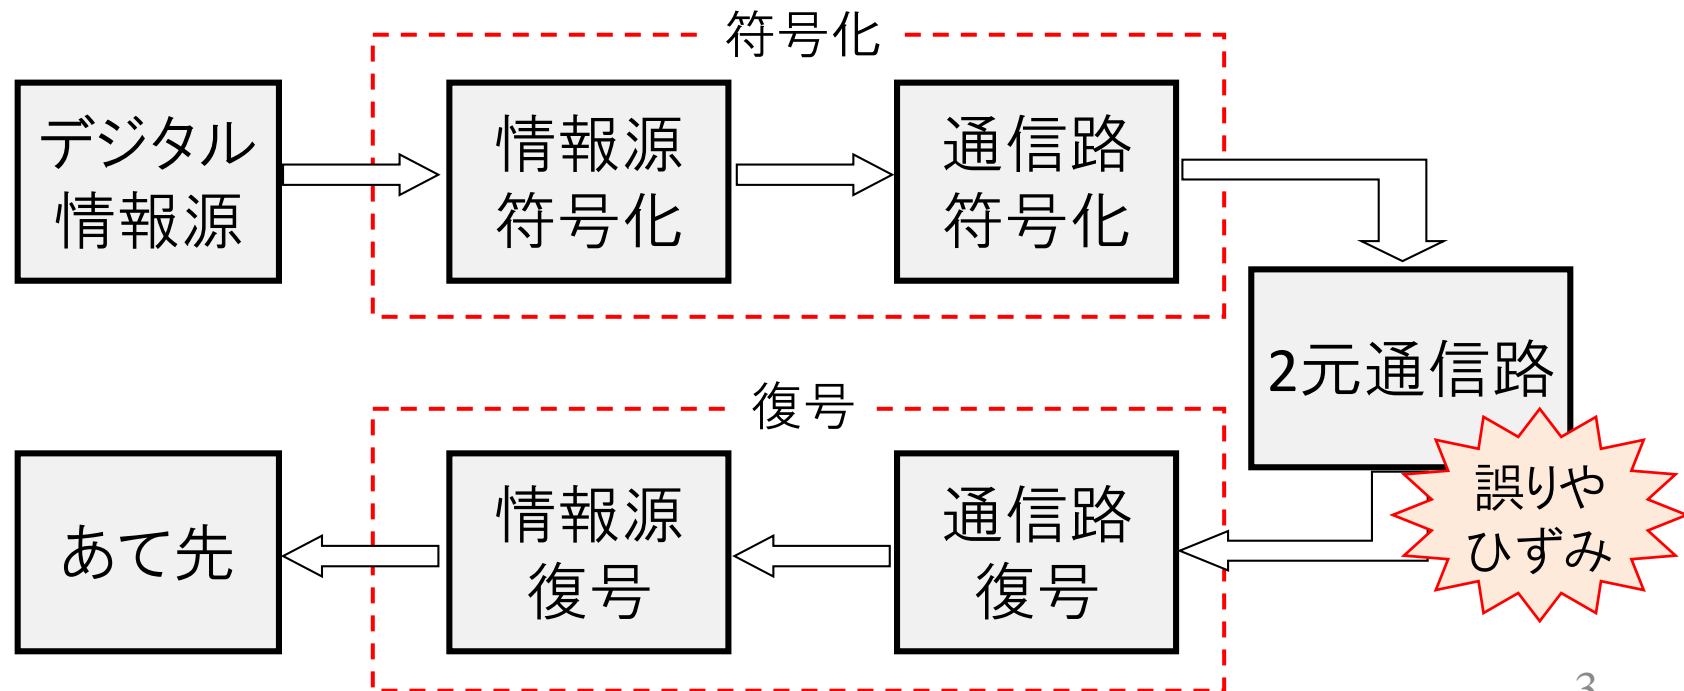 符号化
デジタル
情報源
情報源
符号化
通信路
符号化
2元通信路
誤りや
ひずみ
復号
通信路
復号
情報源
復号
あて先
3